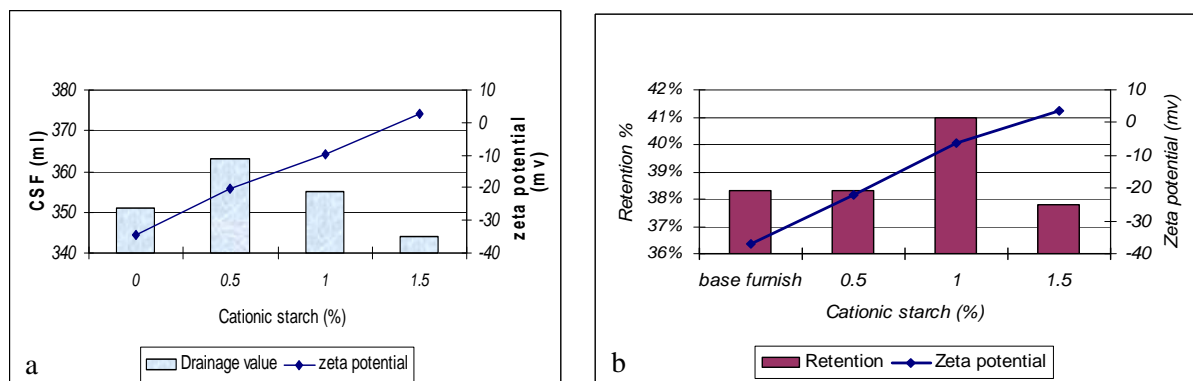 380
370
360
350
340
CSF (ml)
10
0
-10
-20
-30
-40
zeta potential
(mv)
0 0.5 1 1.5
Cationic starch (%)
Drainage value zeta potential
a
42%
41%
40%
39%
38%
37%
36%
Retention %
10
0
-10
-20
-30
-40
Zeta potential (mv)
base furnish 0.5 1 1.5
Cationic starch (%)
Retention Zeta potential
b